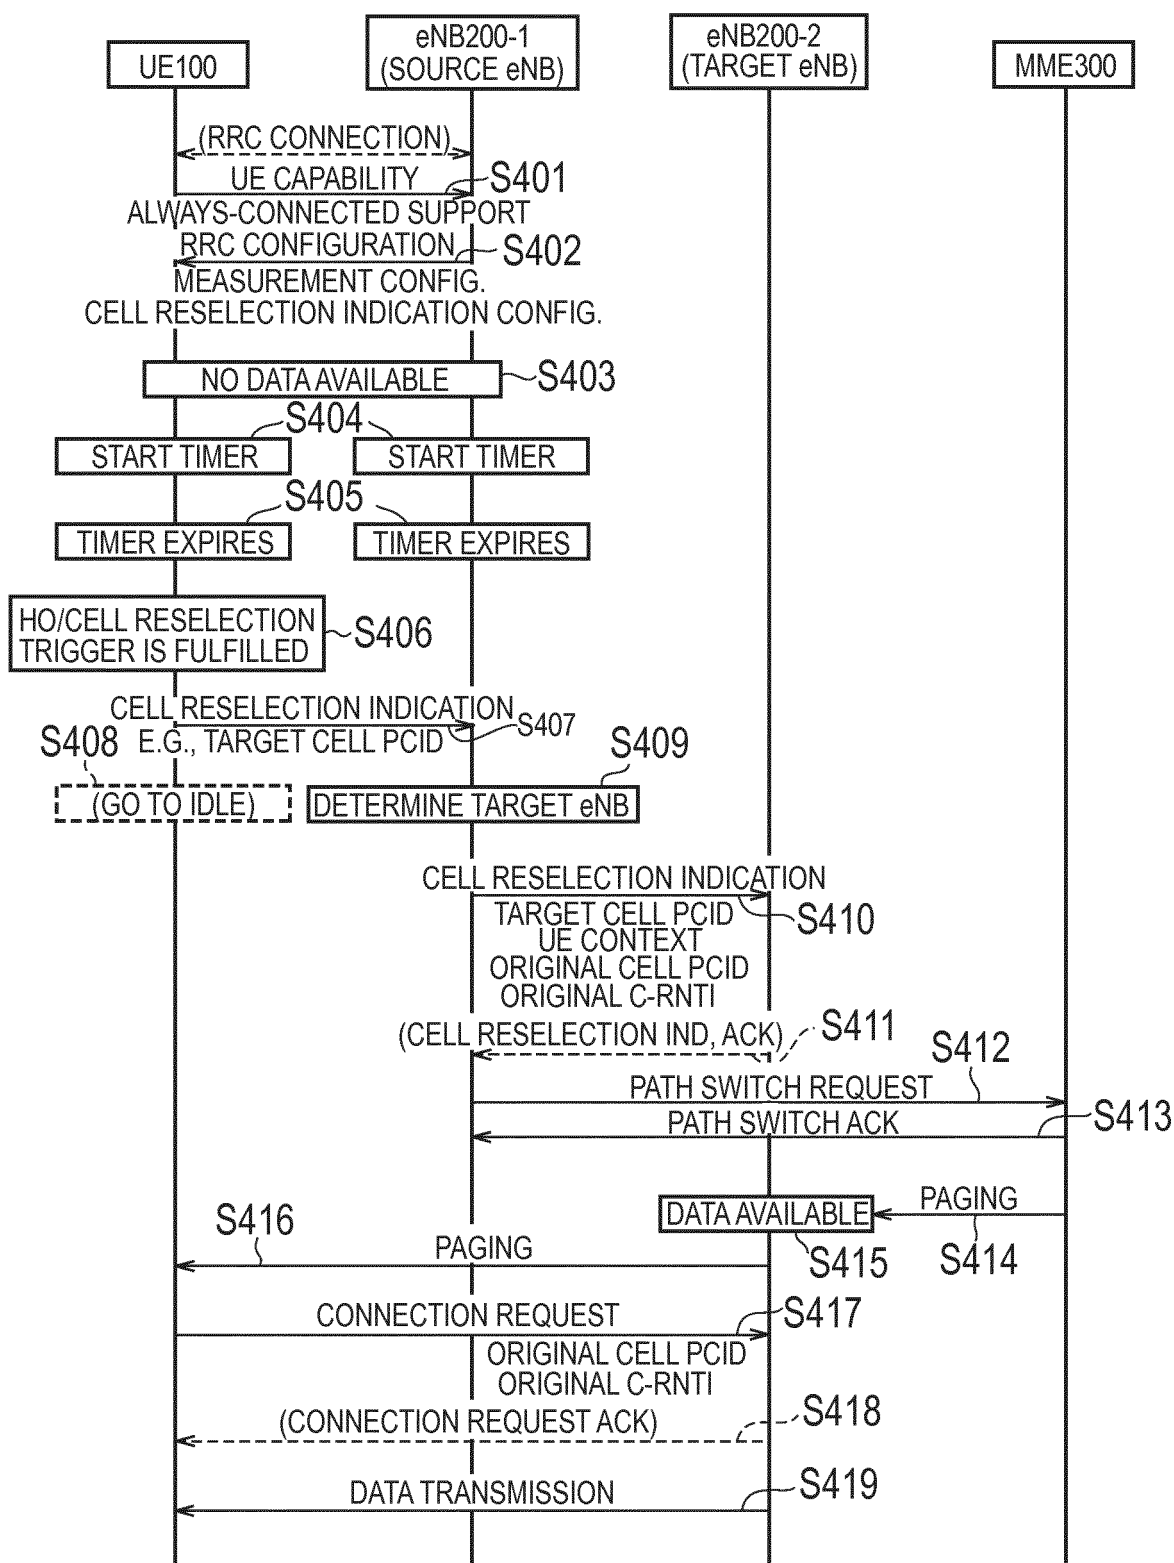 UE100
eNB200-1
(SOURCE eNB)
eNB200-2
(TARGET eNB)
MME300
(RRC CONNECTION)
UE CAPABILITY
S401
ALWAYS-CONNECTED SUPPORT
RRC CONFIGURATION
S402
MEASUREMENT CONFIG.
CELL RESELECTION INDICATION CONFIG.
NO DATA AVAILABLE
S403
S404
START TIMER
START TIMER
S405
TIMER EXPIRES
TIMER EXPIRES
HO/CELL RESELECTION
TRIGGER IS FULFILLED
S406
CELL RESELECTION INDICATION
S407
E.G., TARGET CELL PCID
S408
S409
(GO TO IDLE)
DETERMINE TARGET eNB
CELL RESELECTION INDICATION
S410
TARGET CELL PCID
UE CONTEXT
ORIGINAL CELL PCID
ORIGINAL C-RNTI
(CELL RESELECTION IND, ACK)
S411
S412
PATH SWITCH REQUEST
PATH SWITCH ACK
S413
PAGING
DATA AVAILABLE
S414
S415
S416
PAGING
CONNECTION REQUEST
S417
ORIGINAL CELL PCID
ORIGINAL C-RNTI
(CONNECTION REQUEST ACK)
S418
DATA TRANSMISSION
S419